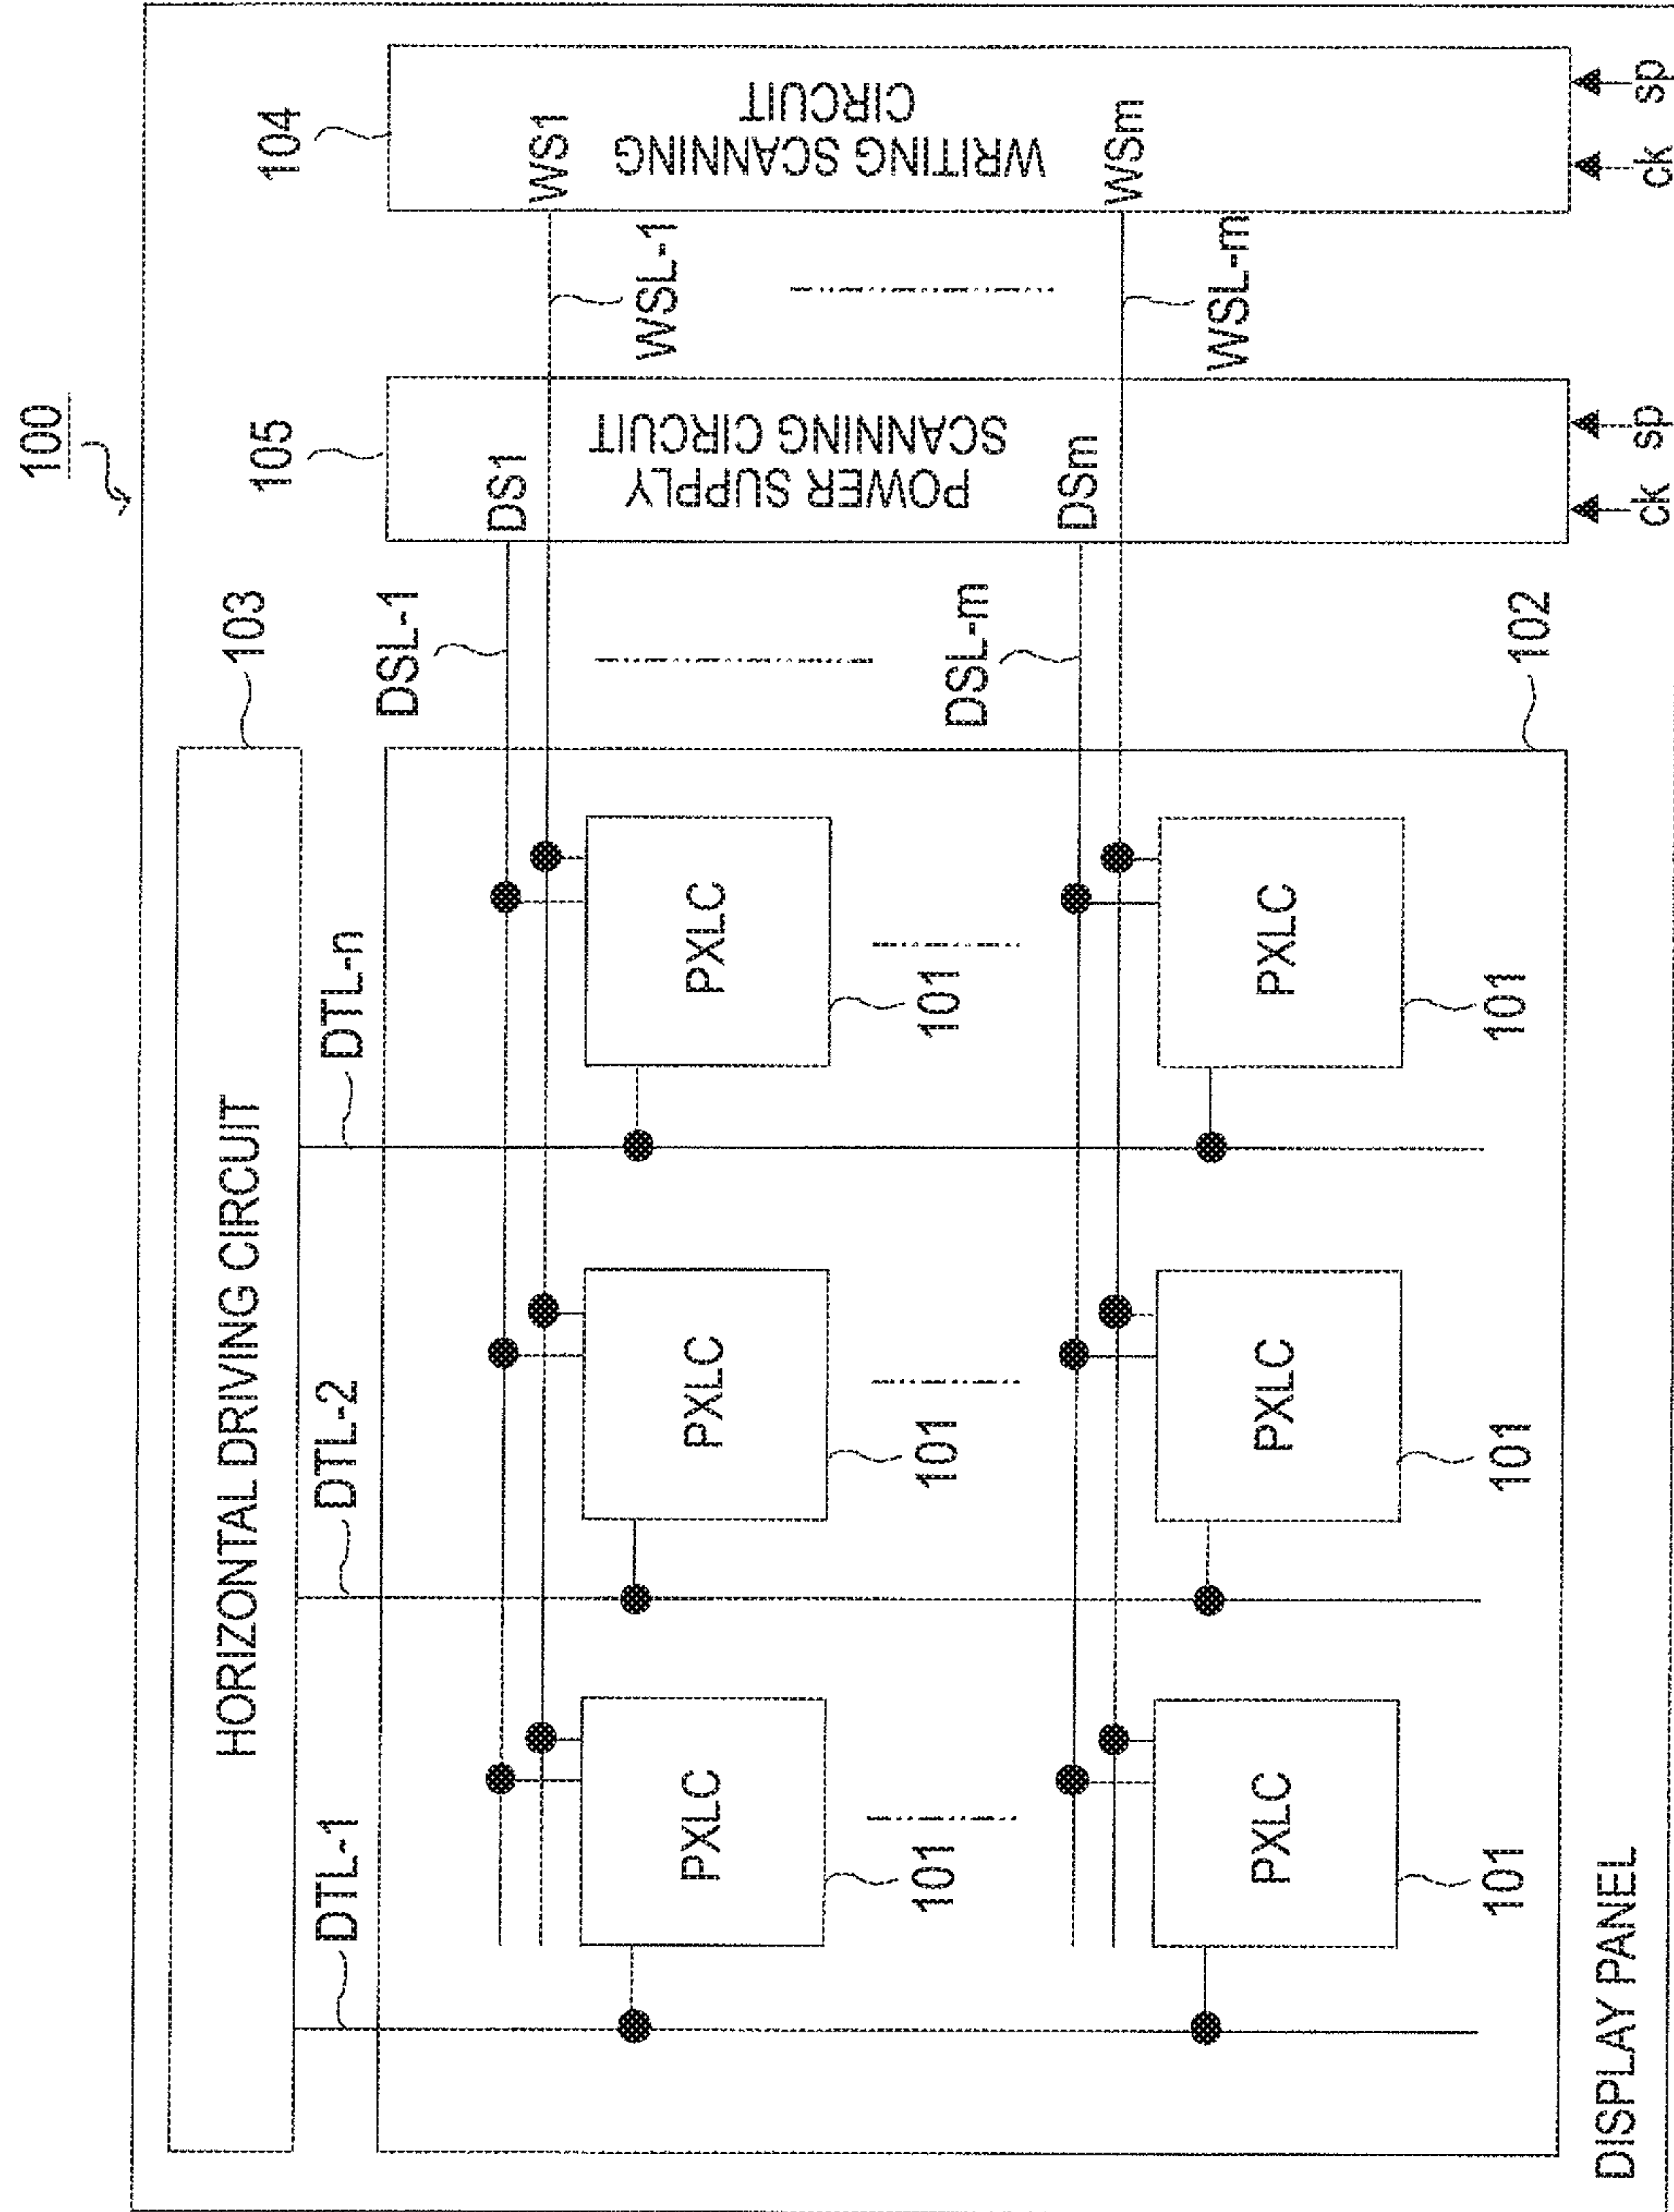 100
103
105
104
HORIZONTAL DRIVING CIRCUIT
DTL-1
DTL-2
DTL-n
DSL-1
DS1
WSL-1
WS1
POWER SUPPLY
SCANNING CIRCUIT
WRITING SCANNING
CIRCUIT
PXLC
PXLC
PXLC
101
101
101
DSL-m
DSm
WSL-m
WSm
PXLC
PXLC
PXLC
101
101
101
102
DISPLAY PANEL
ck
sp
ck
sp